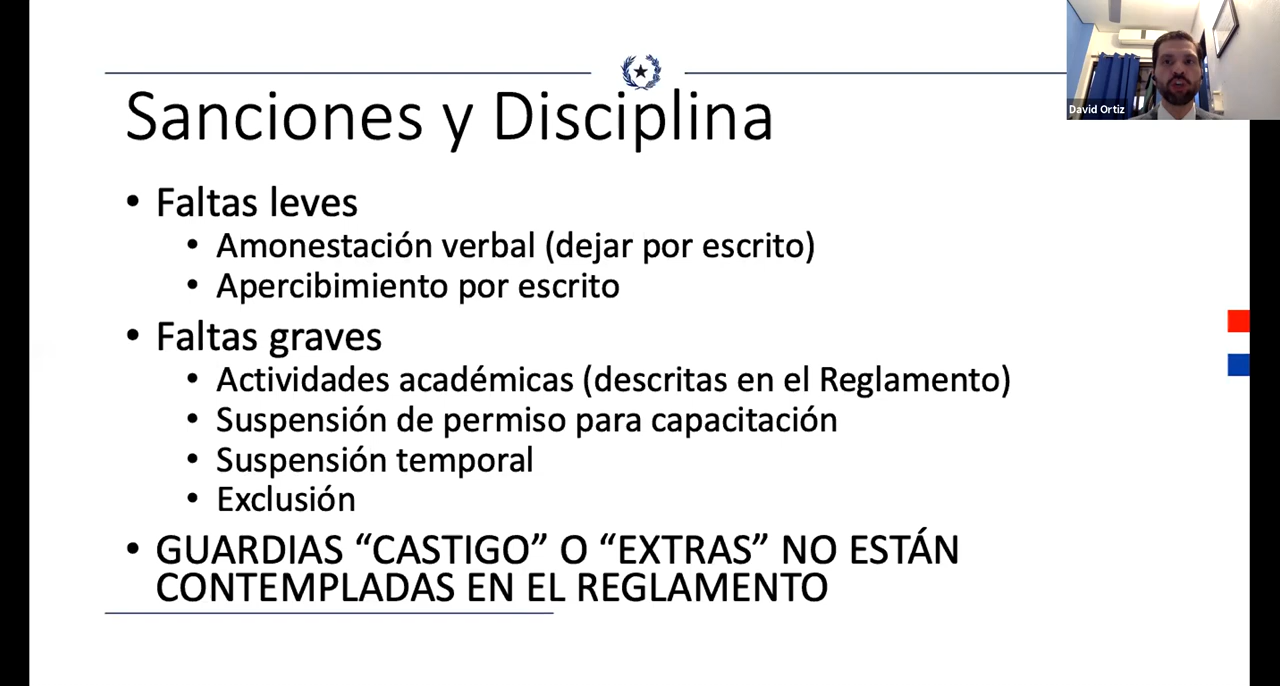 David Ortiz
Sanciones y Disciplina
• Faltas leves
• Amonestación verbal (dejar por escrito)
• Apercibimiento por escrito
• Faltas graves
• Actividades académicas (descritas en el Reglamento)
• Suspensión de permiso para capacitación
• Suspensión temporal
• Exclusión
• GUARDIAS “CASTIGO” O “EXTRAS” NO ESTÁN
CONTEMPLADAS EN EL REGLAMENTO